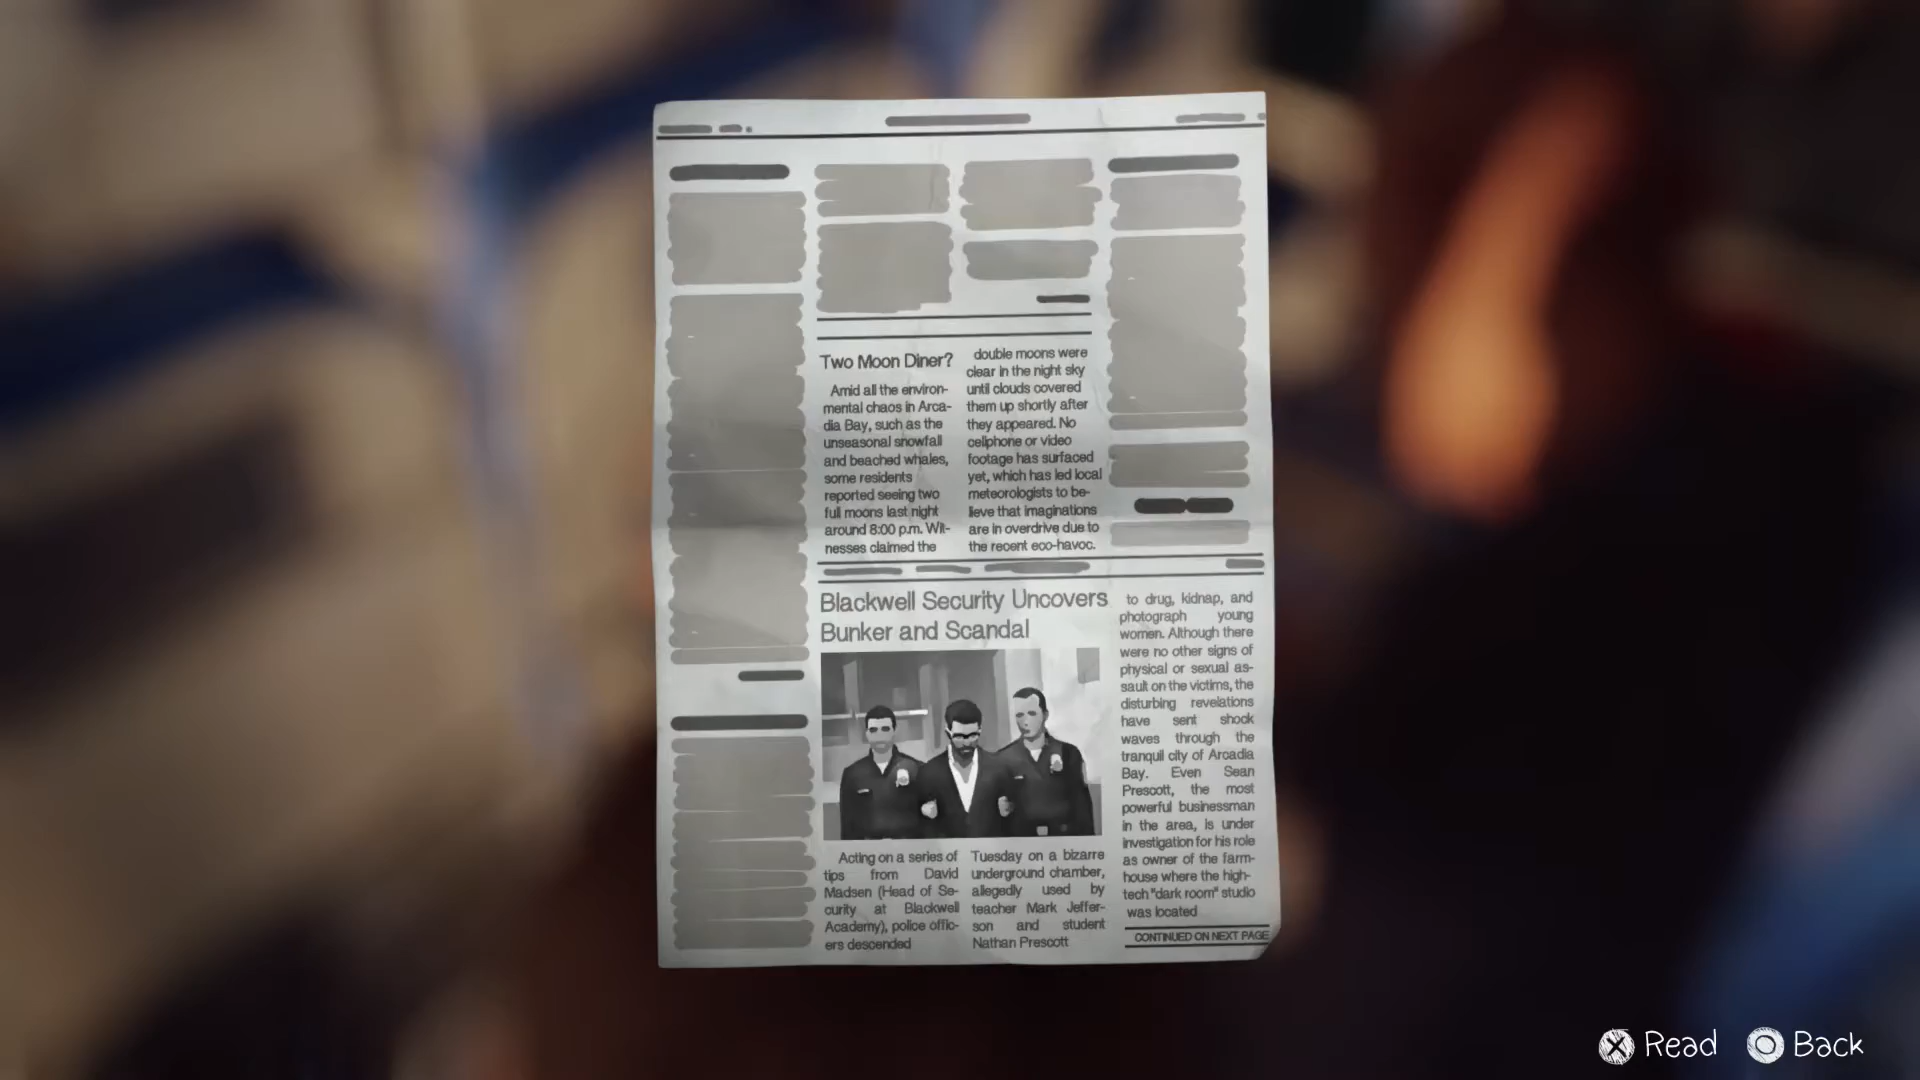 Two Moon Diner?
Amid all the environ-
mental chaos in Arca-
dia Bay, such as the
unseasonal snowfall
and beached whales,
some residents
reported seeing two
full moons last night
around 8:00 p.m. Wit-
nesses claimed the
double moons were
clear in the night sky
until clouds covered
them up shortly after
they appeared. No
cellphone or video
footage has surfaced
yet, which has led local
meteorologists to be-
lieve that imaginations
are in overdrive due to
the recent eco-havoc.
Blackwell Security Uncovers
Bunker and Scandal
Acting on a series of
tips from David
Madsen (Head of Se-
curity at Blackwell
Academy), police offic-
ers descended
Tuesday on a bizarre
underground chamber,
allegedly used by
teacher Mark Jeffer-
son and student
Nathan Prescott
to drug, kidnap, and
photograph young
women. Although there
were no other signs of
physical or sexual as-
sault on the victims, the
disturbing revelations
have sent shock
waves through the
tranquil city of Arcadia
Bay. Even Sean
Prescott, the most
powerful businessman
in the area, is under
investigation for his role
as owner of the farm-
house where the high-
tech "dark room" studio
was located
CONTINUED ON NEXT PAGE
Read
Back